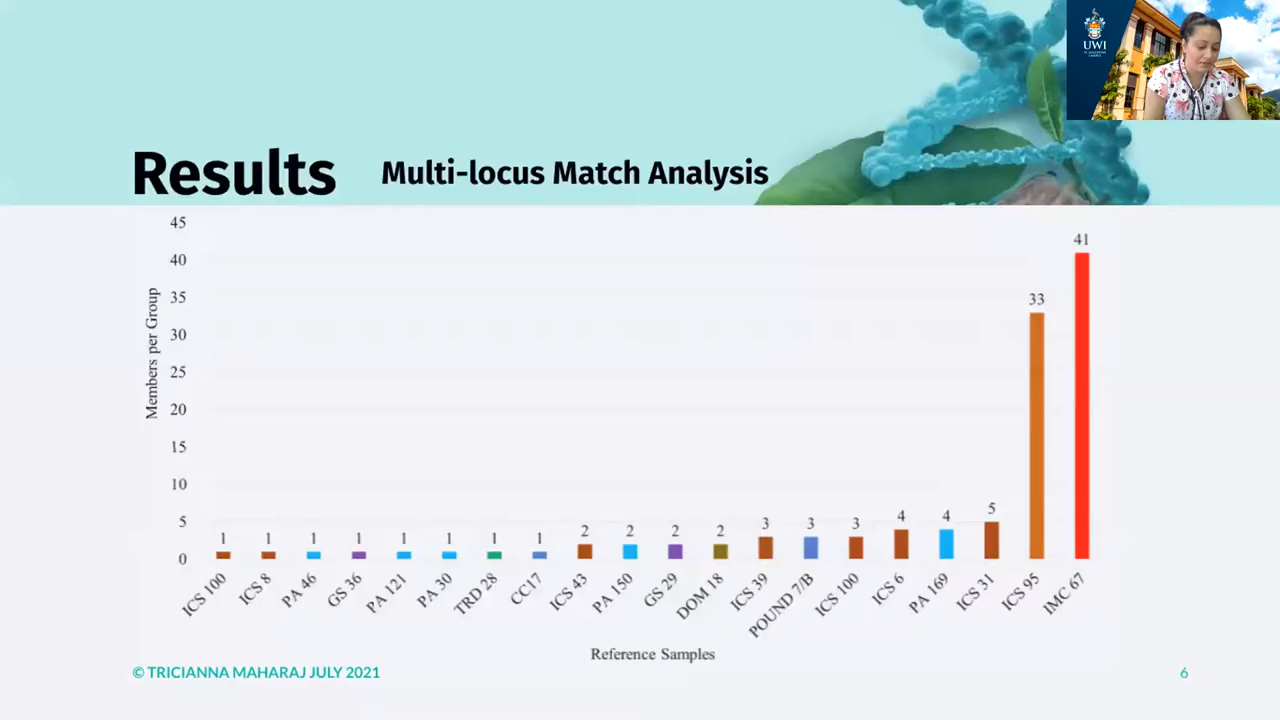 UWI
Results
Multi-locus Match Analysis
45
40
35
30
25
20
15
10
5
0
Members per Group
1
1
1
1
1
1
1
1
2
2
2
2
3
3
3
4
4
5
33
41
ICS 100
ICS 8
PA 46
GS 36
PA 121
PA 30
TRD 28
CC17
ICS 43
PA 150
GS 29
DOM 18
ICS 39
POUND 7/B
ICS 100
ICS 6
PA 169
ICS 31
ICS 95
IMC 67
Reference Samples
© TRICIANNA MAHARAJ JULY 2021
6